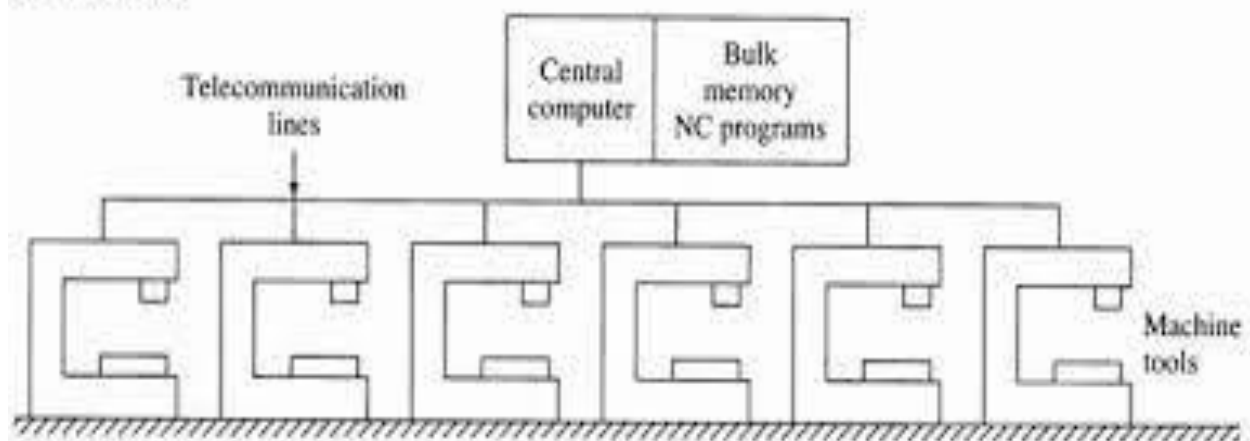 Telecommunication
lines
Central
computer
Bulk
memory
NC programs
Machine
tools